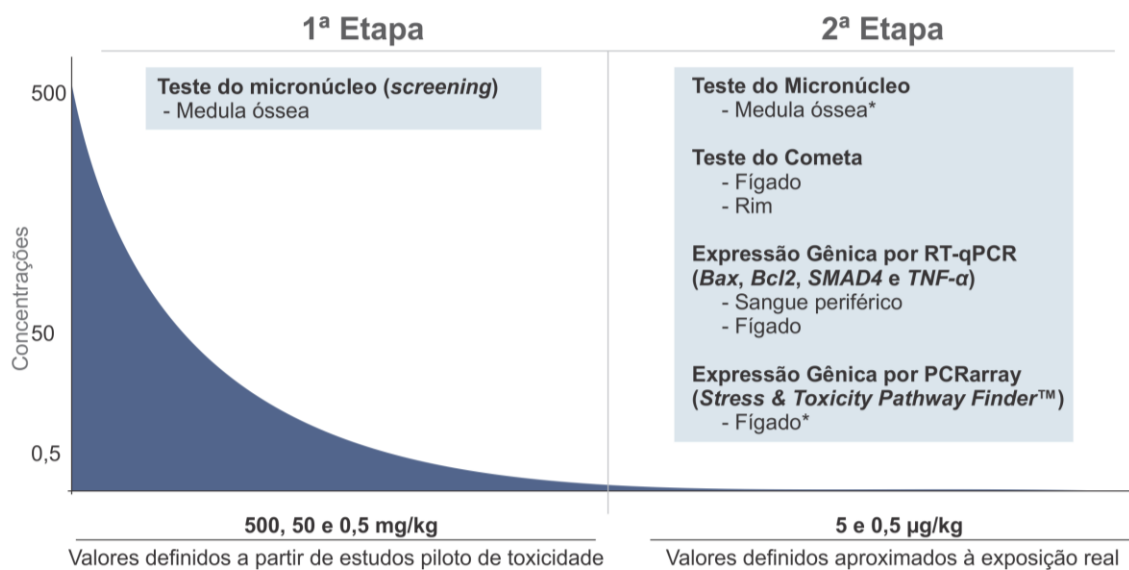 1ª Etapa
Teste do micronúcleo (screening)
- Medula óssea
2ª Etapa
Teste do Micronúcleo
- Medula óssea*
Teste do Cometa
- Fígado
- Rim
Expressão Gênica por RT-qPCR
(Bax, Bcl2, SMAD4 e TNF-α)
- Sangue periférico
- Fígado
Expressão Gênica por PCRarray
(Stress & Toxicity Pathway Finder™)
- Fígado*
Concentrações
500
50
0,5
500, 50 e 0,5 mg/kg
Valores definidos a partir de estudos piloto de toxicidade
5 e 0,5 µg/kg
Valores definidos aproximados à exposição real